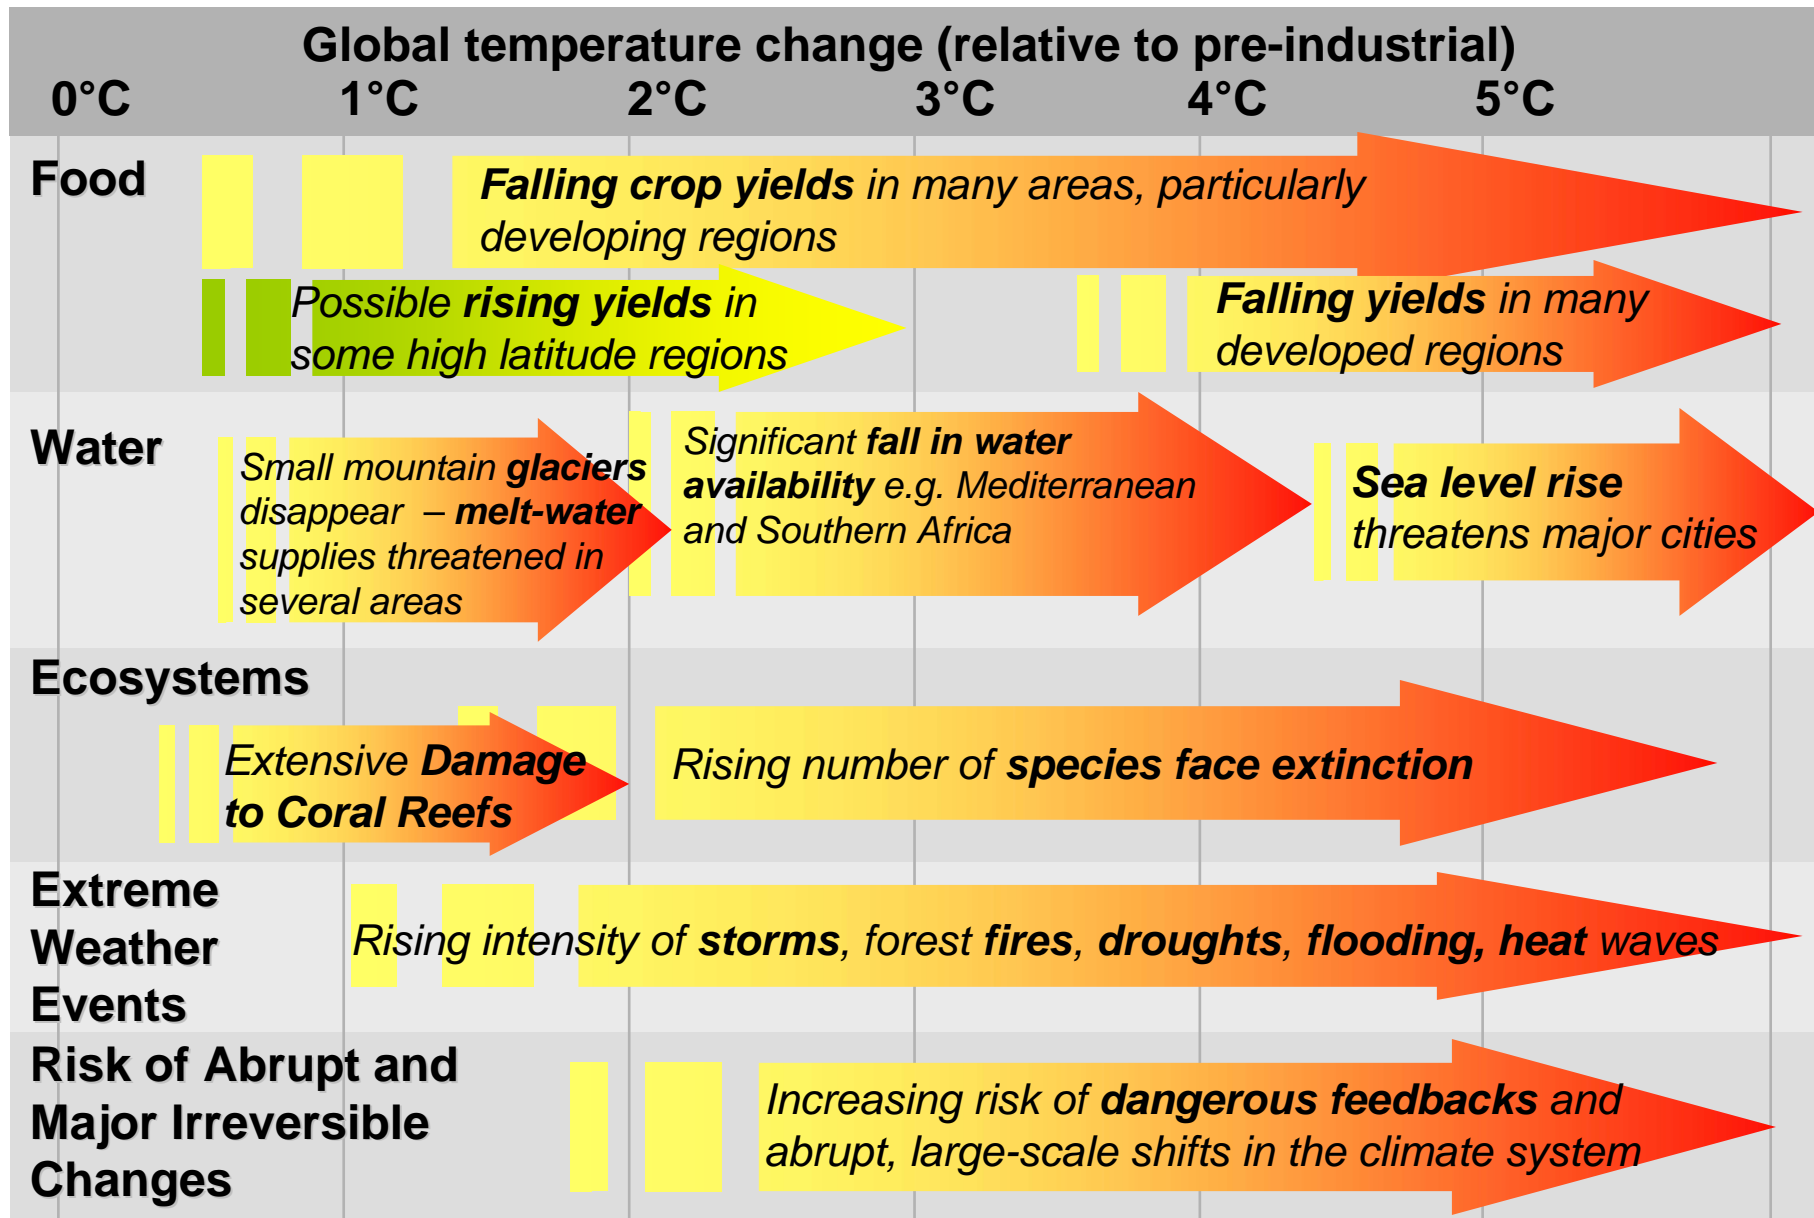 Global temperature change (relative to pre-industrial)
0°C 1°C 2°C 3°C 4°C 5°C
Food
Falling crop yields in many areas, particularly
developing regions
Possible rising yields in
some high latitude regions
Falling yields in many
developed regions
Water
Small mountain glaciers
disappear – melt-water
supplies threatened in
several areas
Significant fall in water
availability e.g. Mediterranean
and Southern Africa
Sea level rise
threatens major cities
Ecosystems
Extensive Damage
to Coral Reefs
Rising number of species face extinction
Extreme
Weather
Events
Rising intensity of storms, forest fires, droughts, flooding, heat waves
Risk of Abrupt and
Major Irreversible
Changes
Increasing risk of dangerous feedbacks and
abrupt, large-scale shifts in the climate system